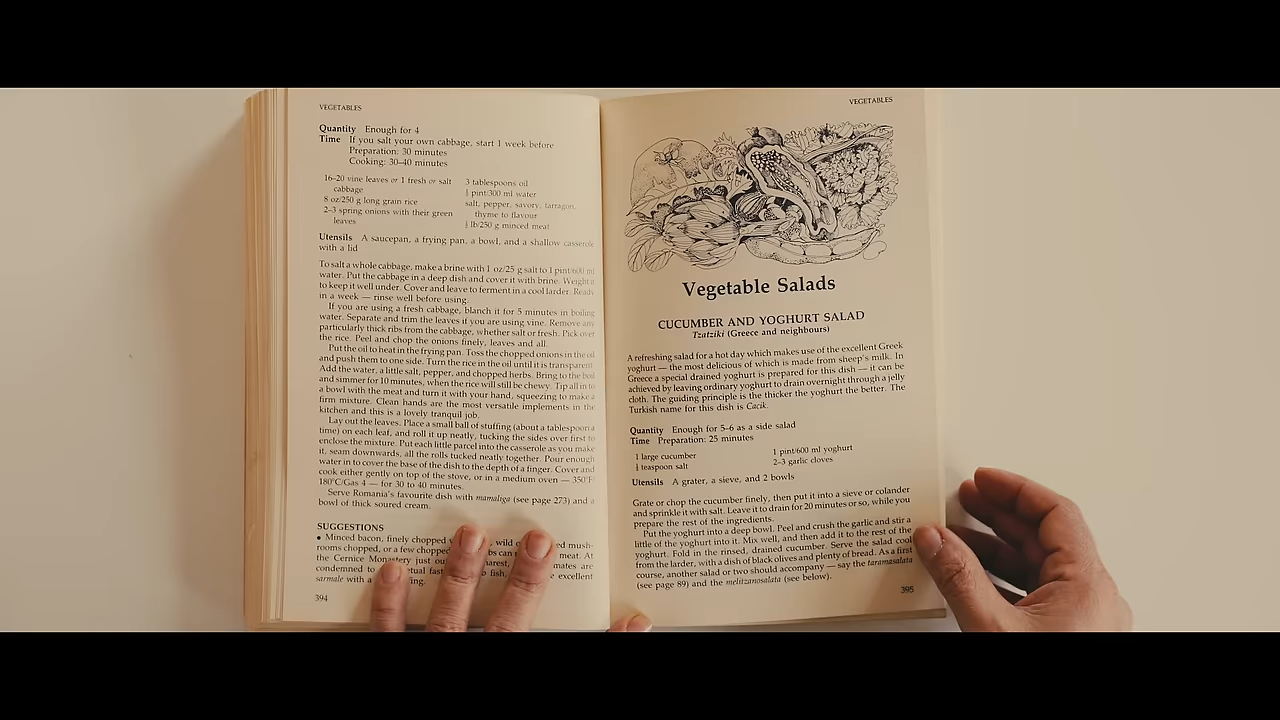 VEGETABLES
Quantity Enough for 4
Time If you salt your own cabbage, start 1 week before
Preparation: 30 minutes
Cooking: 30–40 minutes
16–20 vine leaves or 1 fresh or salt
cabbage
8 oz/250 g long grain rice
2–3 spring onions with their green
leaves
3 tablespoons oil
pint/300 ml water
salt, pepper, savory, tarragon,
thyme to flavour
lb/250 g minced meat
Utensils A saucepan, a frying pan, a bowl, and a shallow casserole
with a lid
To salt a whole cabbage, make a brine with 1 oz/25 g salt to 1 pint/600 ml
water. Put the cabbage in a deep dish and cover it with brine. Weight it
to keep it well under. Cover and leave to ferment in a cool larder. Ready
in a week — rinse well before using.
If you are using a fresh cabbage, blanch it for 5 minutes in boiling
water. Separate and trim the leaves if you are using vine. Remove any
particularly thick ribs from the cabbage, whether salt or fresh. Pick over
the rice. Peel and chop the onions finely, leaves and all.
Put the oil to heat in the frying pan. Toss the chopped onions in the oil
and push them to one side. Turn the rice in the oil until it is transparent.
Add the water, a little salt, pepper, and chopped herbs. Bring to the boil
and simmer for 10 minutes, when the rice will still be chewy. Tip all in to
a bowl with the meat and turn it with your hand, squeezing to make a
firm mixture. Clean hands are the most versatile implements in the
kitchen and this is a lovely tranquil job.
Lay out the leaves. Place a small ball of stuffing (about a tablespoon a
time) on each leaf, and roll it up neatly, tucking the sides over first to
enclose the mixture. Put each little parcel into the casserole as you make
it, seam downwards, all the rolls tucked neatly together. Pour enough
water in to cover the base of the dish to the depth of a finger. Cover and
cook either gently on top of the stove, or in a medium oven — 350°F/
180°C/Gas 4 — for 30 to 40 minutes.
Serve Romania's favourite dish with mamaliga (see page 273) and a
bowl of thick soured cream.
SUGGESTIONS
• Minced bacon, finely chopped wild mush-
rooms chopped, or a few chopped can meat. At
the Cernice Monastery just are
condemned to fish, excellent
sarmale with a
394
VEGETABLES
Vegetable Salads
CUCUMBER AND YOGHURT SALAD
Tzatziki (Greece and neighbours)
A refreshing salad for a hot day which makes use of the excellent Greek
yoghurt — the most delicious of which is made from sheep's milk. In
Greece a special drained yoghurt is prepared for this dish — it can be
achieved by leaving ordinary yoghurt to drain overnight through a jelly
cloth. The guiding principle is the thicker the yoghurt the better. The
Turkish name for this dish is Cacik.
Quantity Enough for 5–6 as a side salad
Time Preparation: 25 minutes
1 large cucumber
teaspoon salt
1 pint/600 ml yoghurt
2–3 garlic cloves
Utensils A grater, a sieve, and 2 bowls
Grate or chop the cucumber finely, then put it into a sieve or colander
and sprinkle it with salt. Leave it to drain for 20 minutes or so, while you
prepare the rest of the ingredients.
Put the yoghurt into a deep bowl. Peel and crush the garlic and stir a
little of the yoghurt into it. Mix well, and then add it to the rest of the
yoghurt. Fold in the rinsed, drained cucumber. Serve the salad cool
from the larder, with a dish of black olives and plenty of bread. As a first
course, another salad or two should accompany — say the taramasalata
(see page 89) and the melitzanosalata (see below).
395